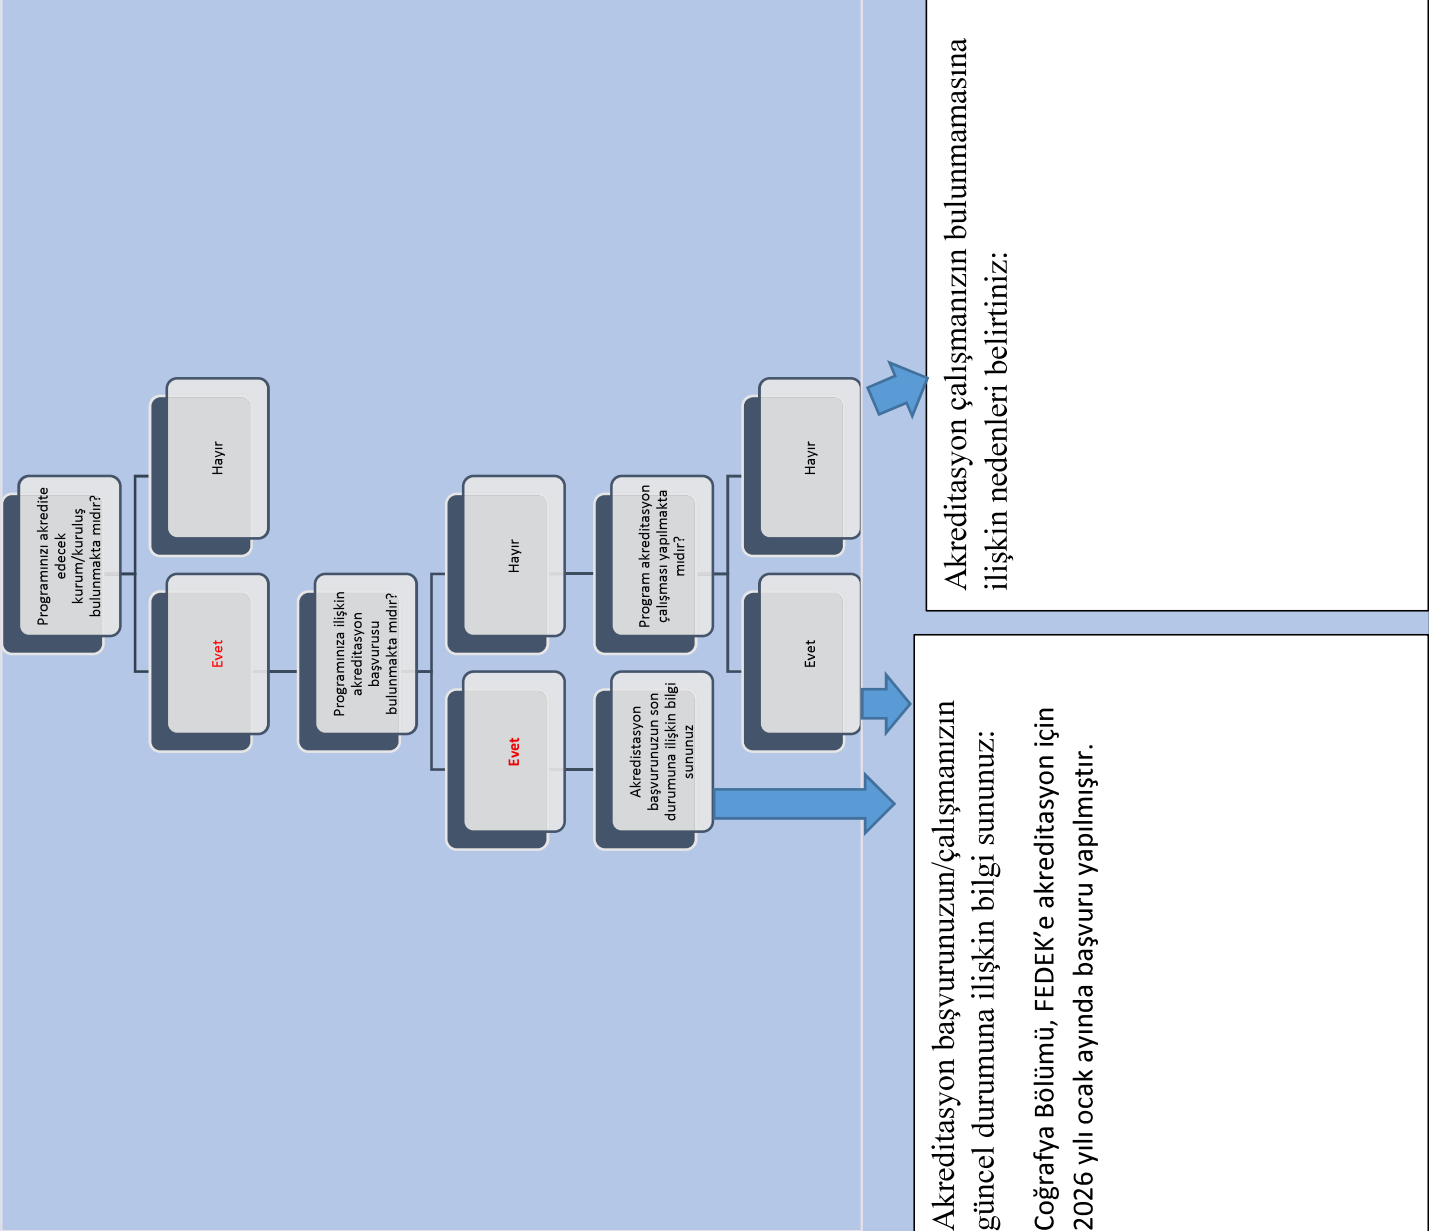 Programınızı akredite
edecek
kurum/kuruluş
bulunmakta mıdır?
Evet
Hayır
Programınıza ilişkin
akreditasyon
başvurusu
bulunmakta mıdır?
Evet
Hayır
Akredistasyon
başvurunuzun son
durumuna ilişkin bilgi
sununuz
Program akreditasyon
çalışması yapılmakta
mıdır?
Evet
Hayır
Akreditasyon başvurunuzun/çalışmanızın
güncel durumuna ilişkin bilgi sununuz:
Coğrafya Bölümü, FEDEK’e akreditasyon için
2026 yılı ocak ayında başvuru yapılmıştır.
Akreditasyon çalışmanızın bulunmamasına
ilişkin nedenleri belirtiniz: